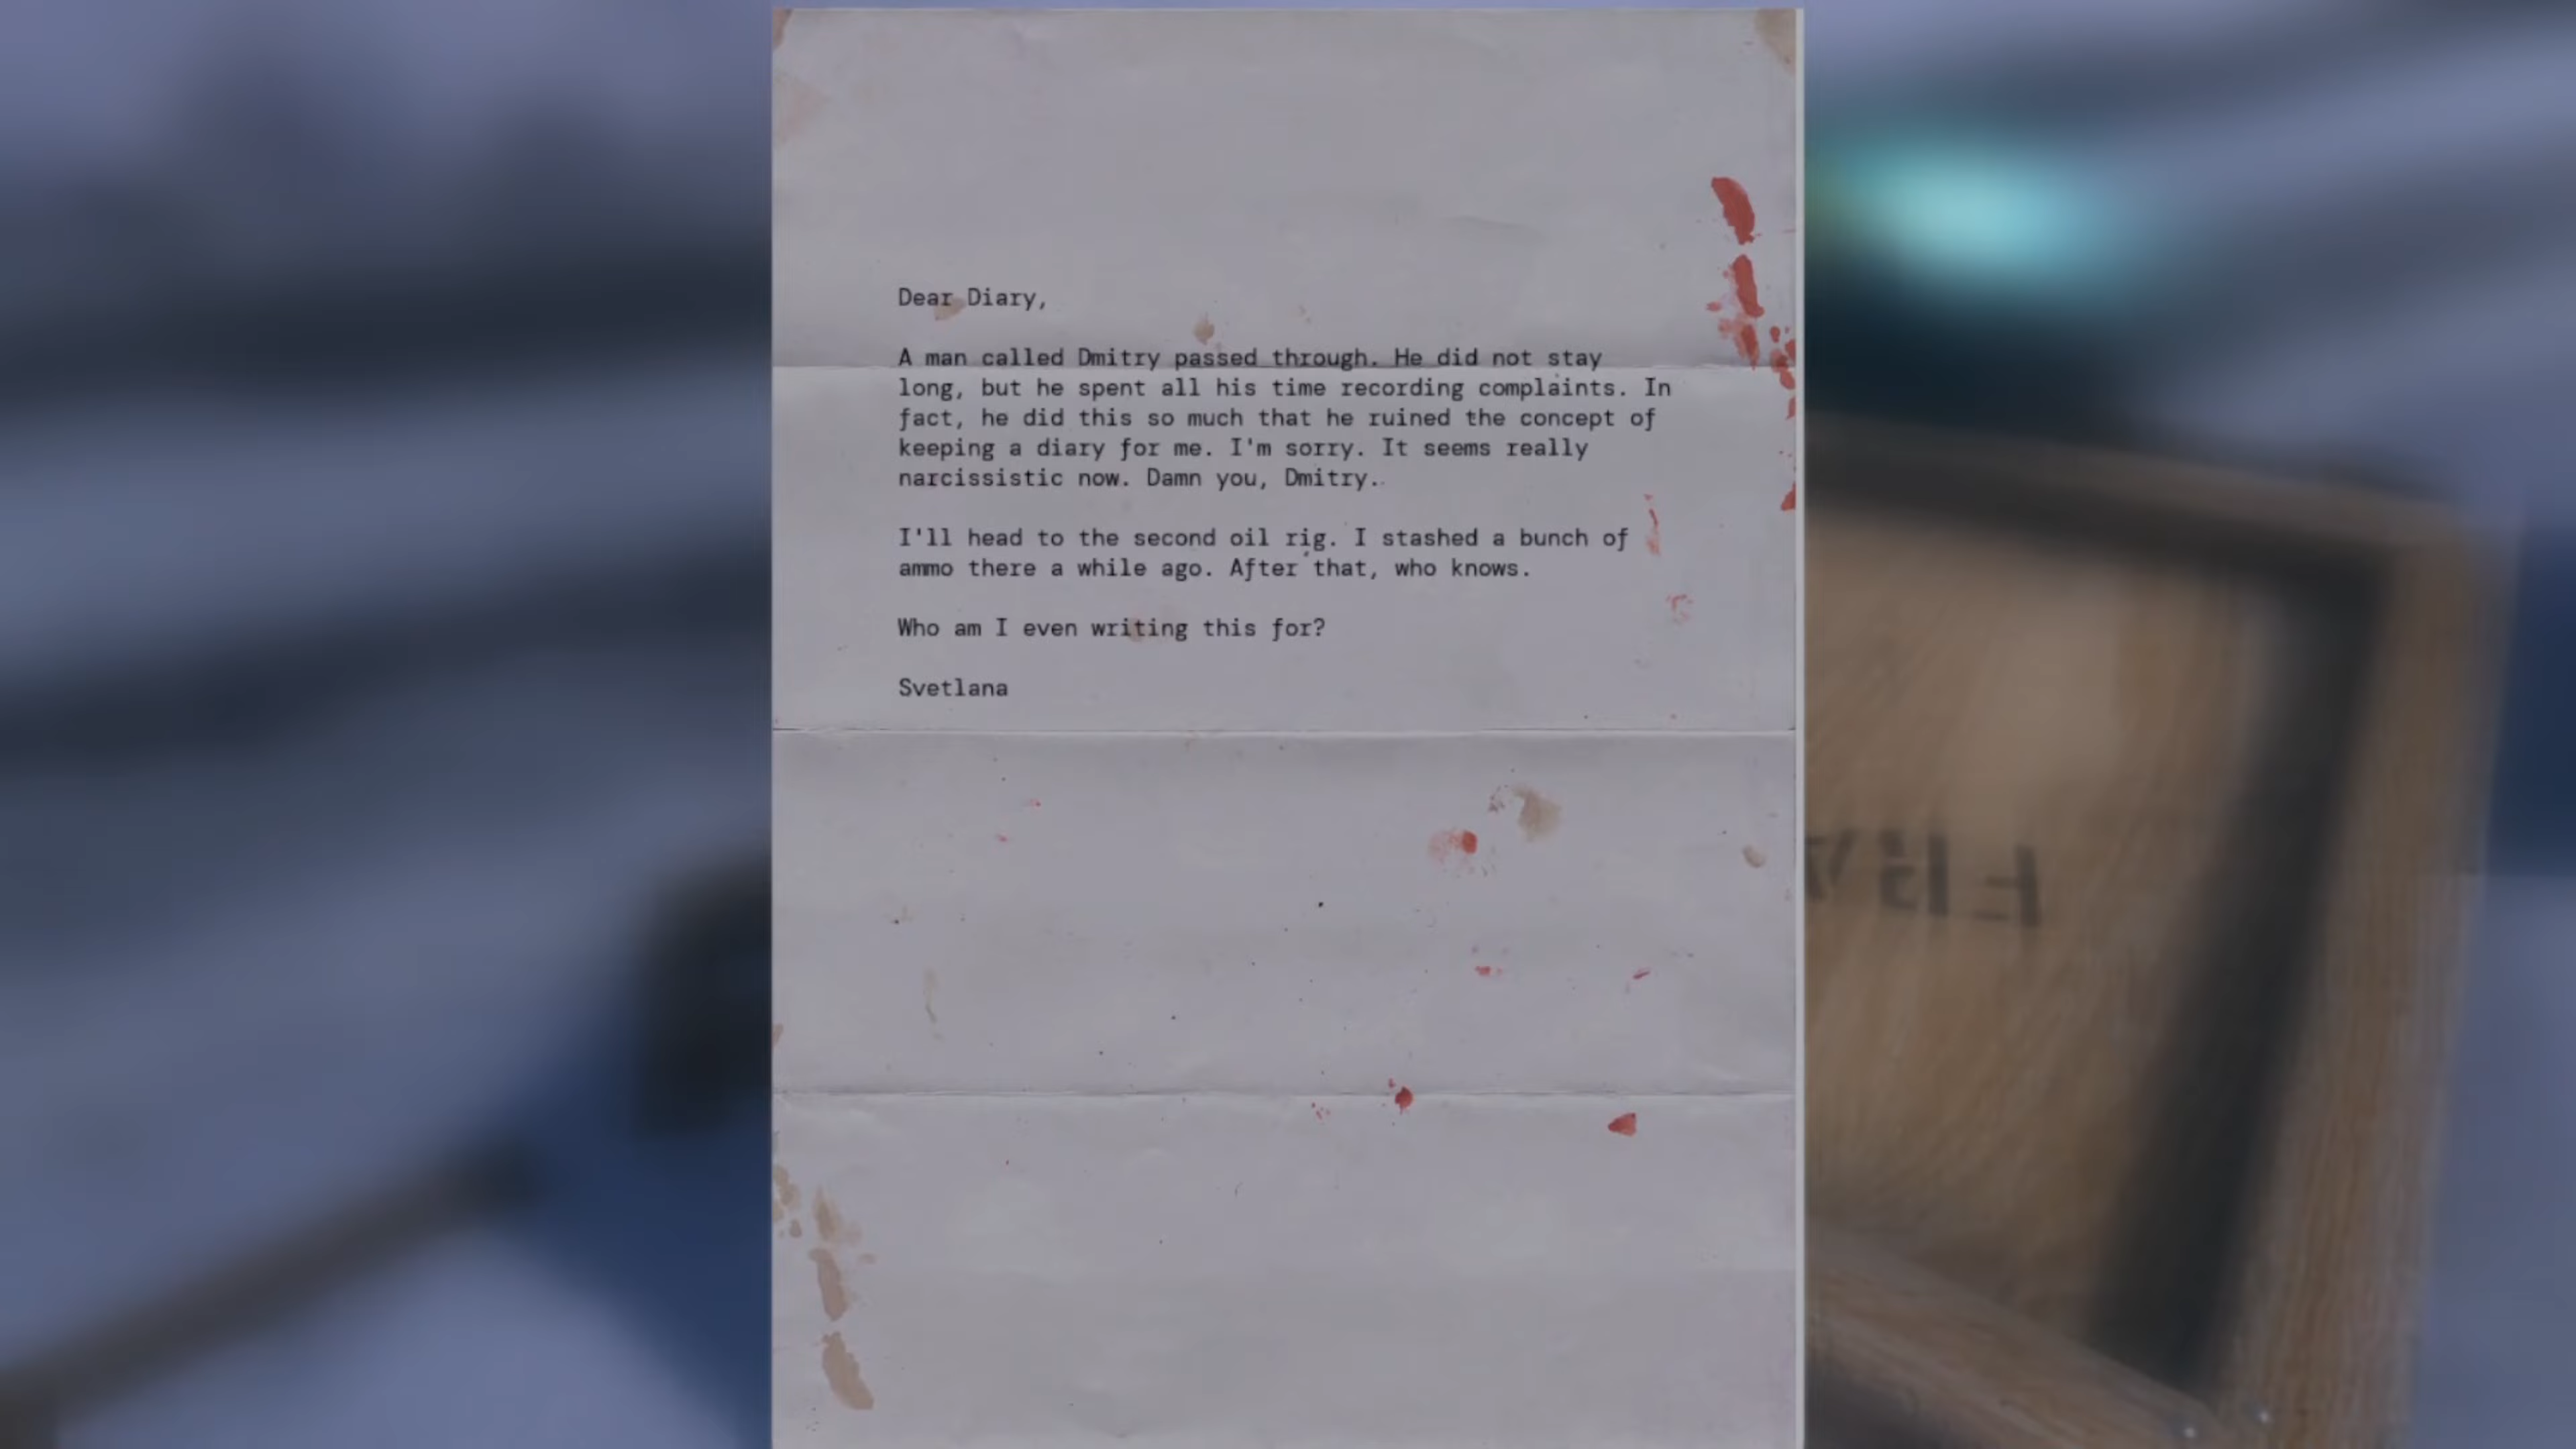 Dear Diary,
A man called Dmitry passed through. He did not stay
long, but he spent all his time recording complaints. In
fact, he did this so much that he ruined the concept of
keeping a diary for me. I'm sorry. It seems really
narcissistic now. Damn you, Dmitry.
I'll head to the second oil rig. I stashed a bunch of
ammo there a while ago. After that, who knows.
Who am I even writing this for?
Svetlana